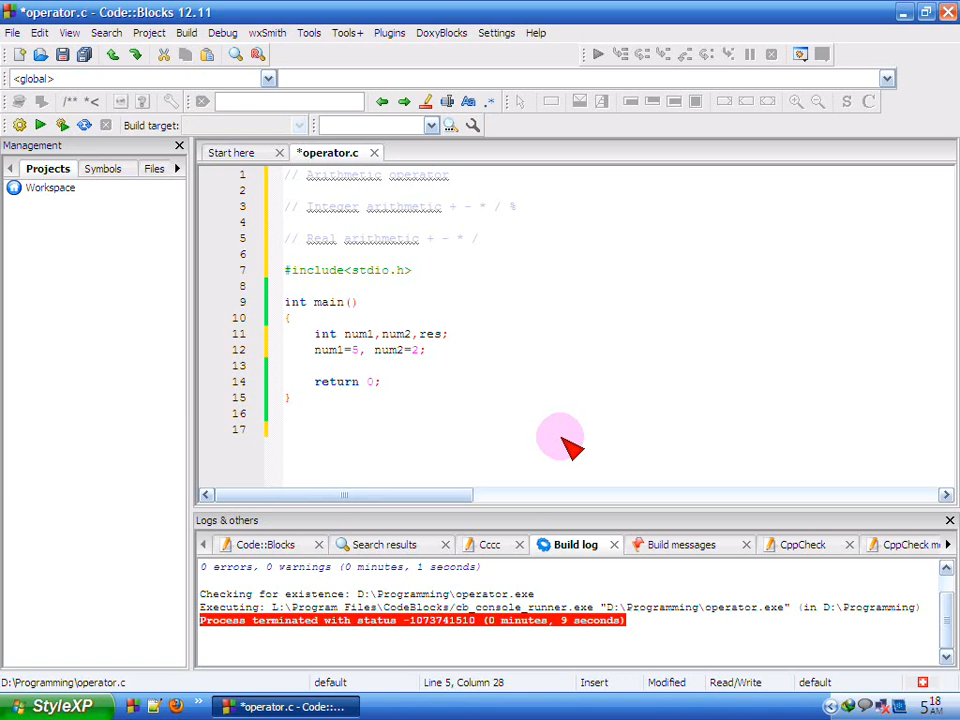 *operator.c - Code::Blocks 12.11
File Edit View Search Project Build Debug wxSmith Tools Tools+ Plugins DoxyBlocks Settings Help
<global>
/** *<
Build target:
Management
Projects Symbols Files
Workspace
Start here *operator.c
1 // Arithmetic operator
2
3 // Integer arithmetic + - * / %
4
5 // Real arithmetic + - * /
6
7 #include<stdio.h>
8
9 int main()
10 {
11 int num1,num2,res;
12 num1=5, num2=2;
13
14 return 0;
15 }
16
17
Logs & others
Code::Blocks Search results Cccc Build log Build messages CppCheck CppCheck me
0 errors, 0 warnings (0 minutes, 1 seconds)
Checking for existence: D:\Programming\operator.exe
Executing: L:\Program Files\CodeBlocks/cb_console_runner.exe "D:\Programming\operator.exe" (in D:\Programming)
Process terminated with status -1073741510 (0 minutes, 9 seconds)
D:\Programming\operator.c default Line 5, Column 28 Insert Modified Read/Write default
StyleXP *operator.c - Code::... 5 18 AM